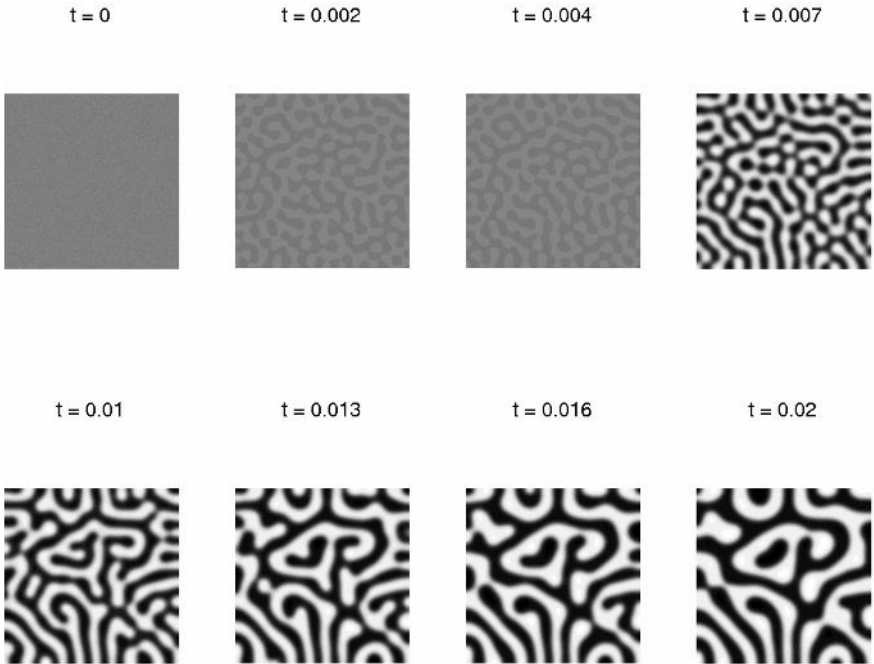 t = 0
t = 0.002
t = 0.004
t = 0.007
t = 0.01
t = 0.013
t = 0.016
t = 0.02